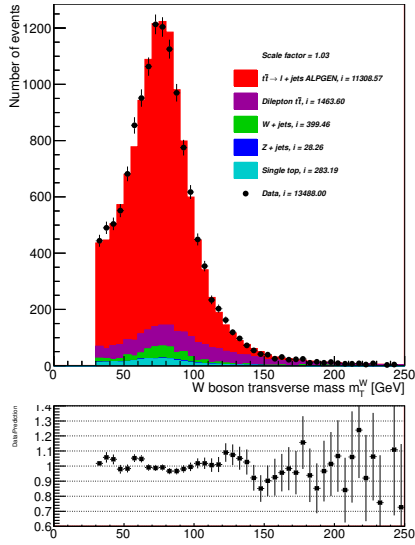 Number of events
1200
1000
800
600
400
200
0
Scale factor = 1.03
tt̄→ l + jets ALPGEN, i = 11308.57
Dilepton tt̄, i = 1463.60
W + jets, i = 399.46
Z + jets, i = 28.26
Single top, i = 283.19
Data, i = 13488.00
0 50 100 150 200 250
W boson transverse mass m_T^W [GeV]
Data/Prediction
1.4
1.3
1.2
1.1
1
0.9
0.8
0.7
0.6
0 50 100 150 200 250